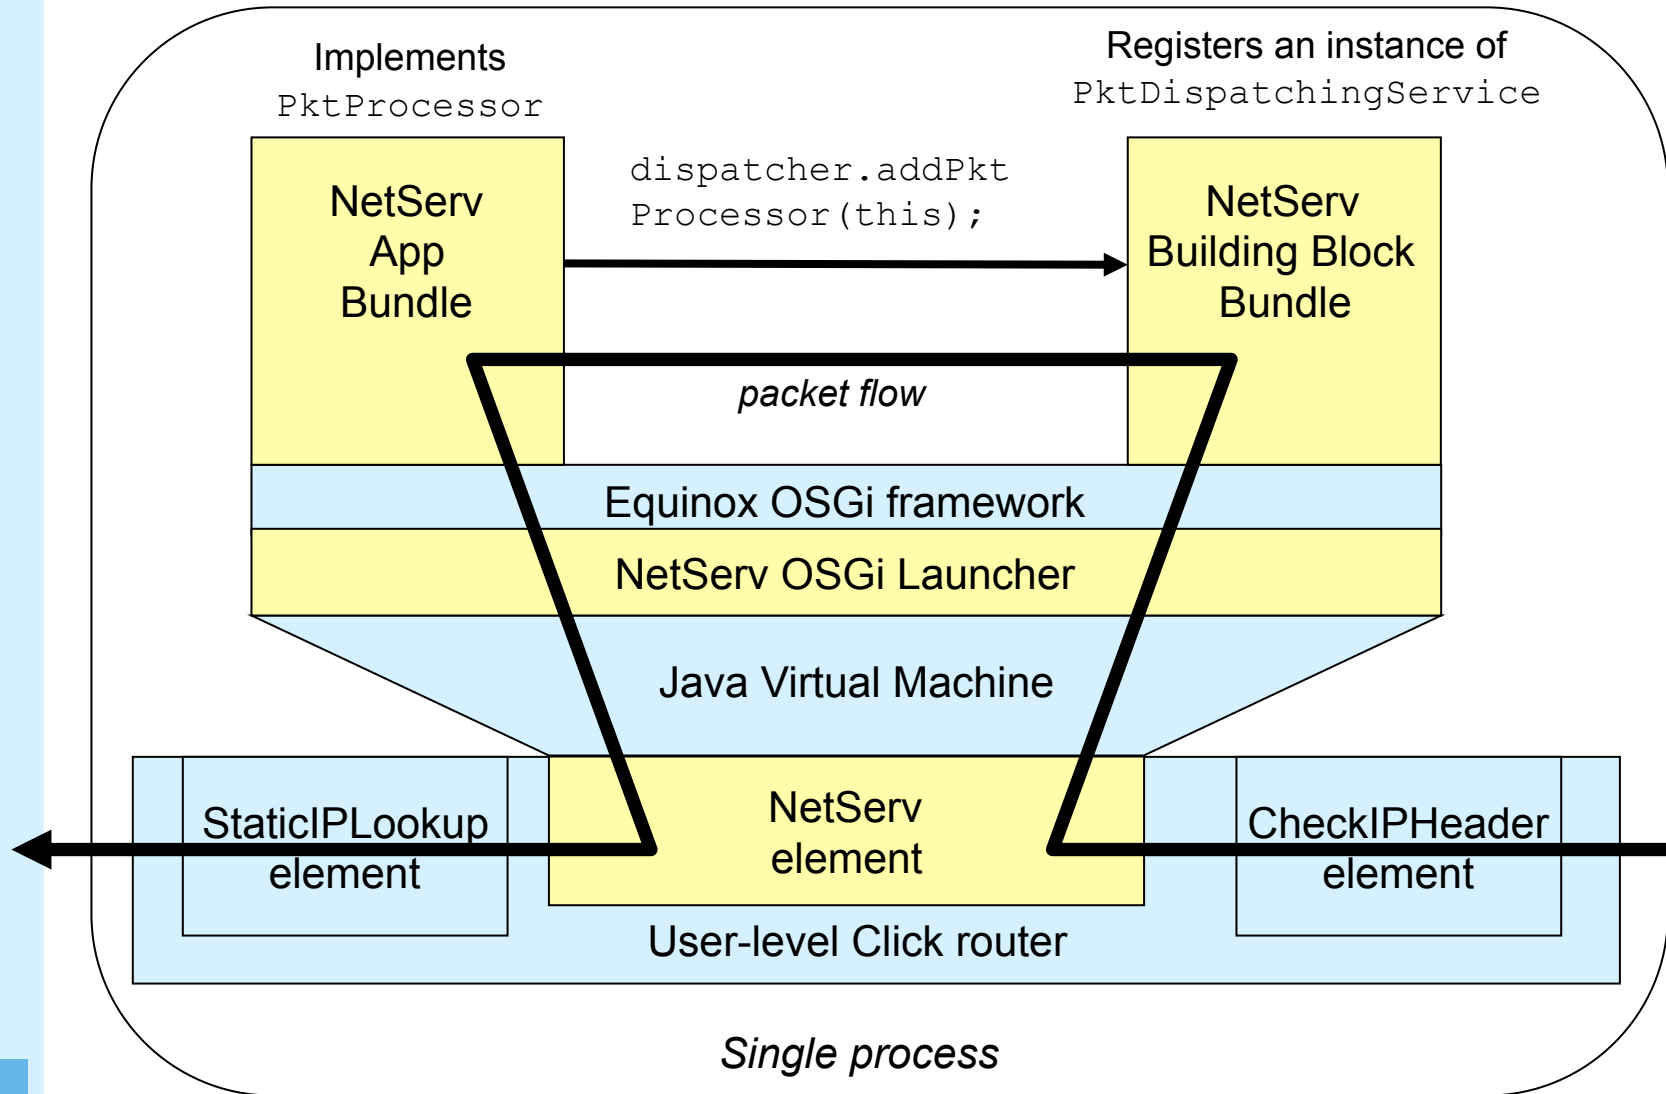 Implements
PktProcessor
Registers an instance of
PktDispatchingService
NetServ
App
Bundle
dispatcher.addPkt
Processor(this);
NetServ
Building Block
Bundle
packet flow
Equinox OSGi framework
NetServ OSGi Launcher
Java Virtual Machine
StaticIPLookup
element
NetServ
element
CheckIPHeader
element
User-level Click router
Single process